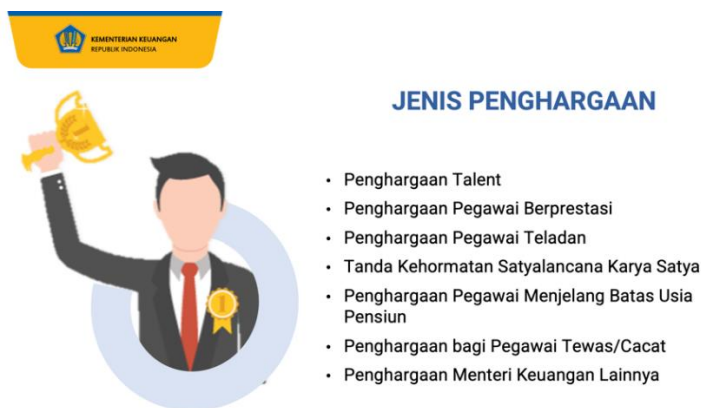 KEMENTERIAN KEUANGAN
REPUBLIK INDONESIA
JENIS PENGHARGAAN
• Penghargaan Talent
• Penghargaan Pegawai Berprestasi
• Penghargaan Pegawai Teladan
• Tanda Kehormatan Satyalancana Karya Satya
• Penghargaan Pegawai Menjelang Batas Usia
Pensiun
• Penghargaan bagi Pegawai Tewas/Cacat
• Penghargaan Menteri Keuangan Lainnya